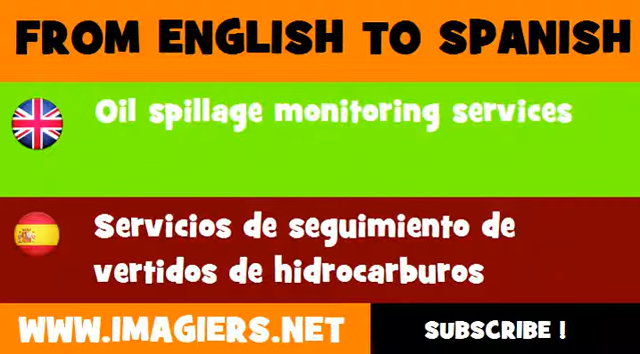 FROM ENGLISH TO SPANISH
Oil spillage monitoring services
Servicios de seguimiento de
vertidos de hidrocarburos
WWW.IMAGIERS.NET
SUBSCRIBE !